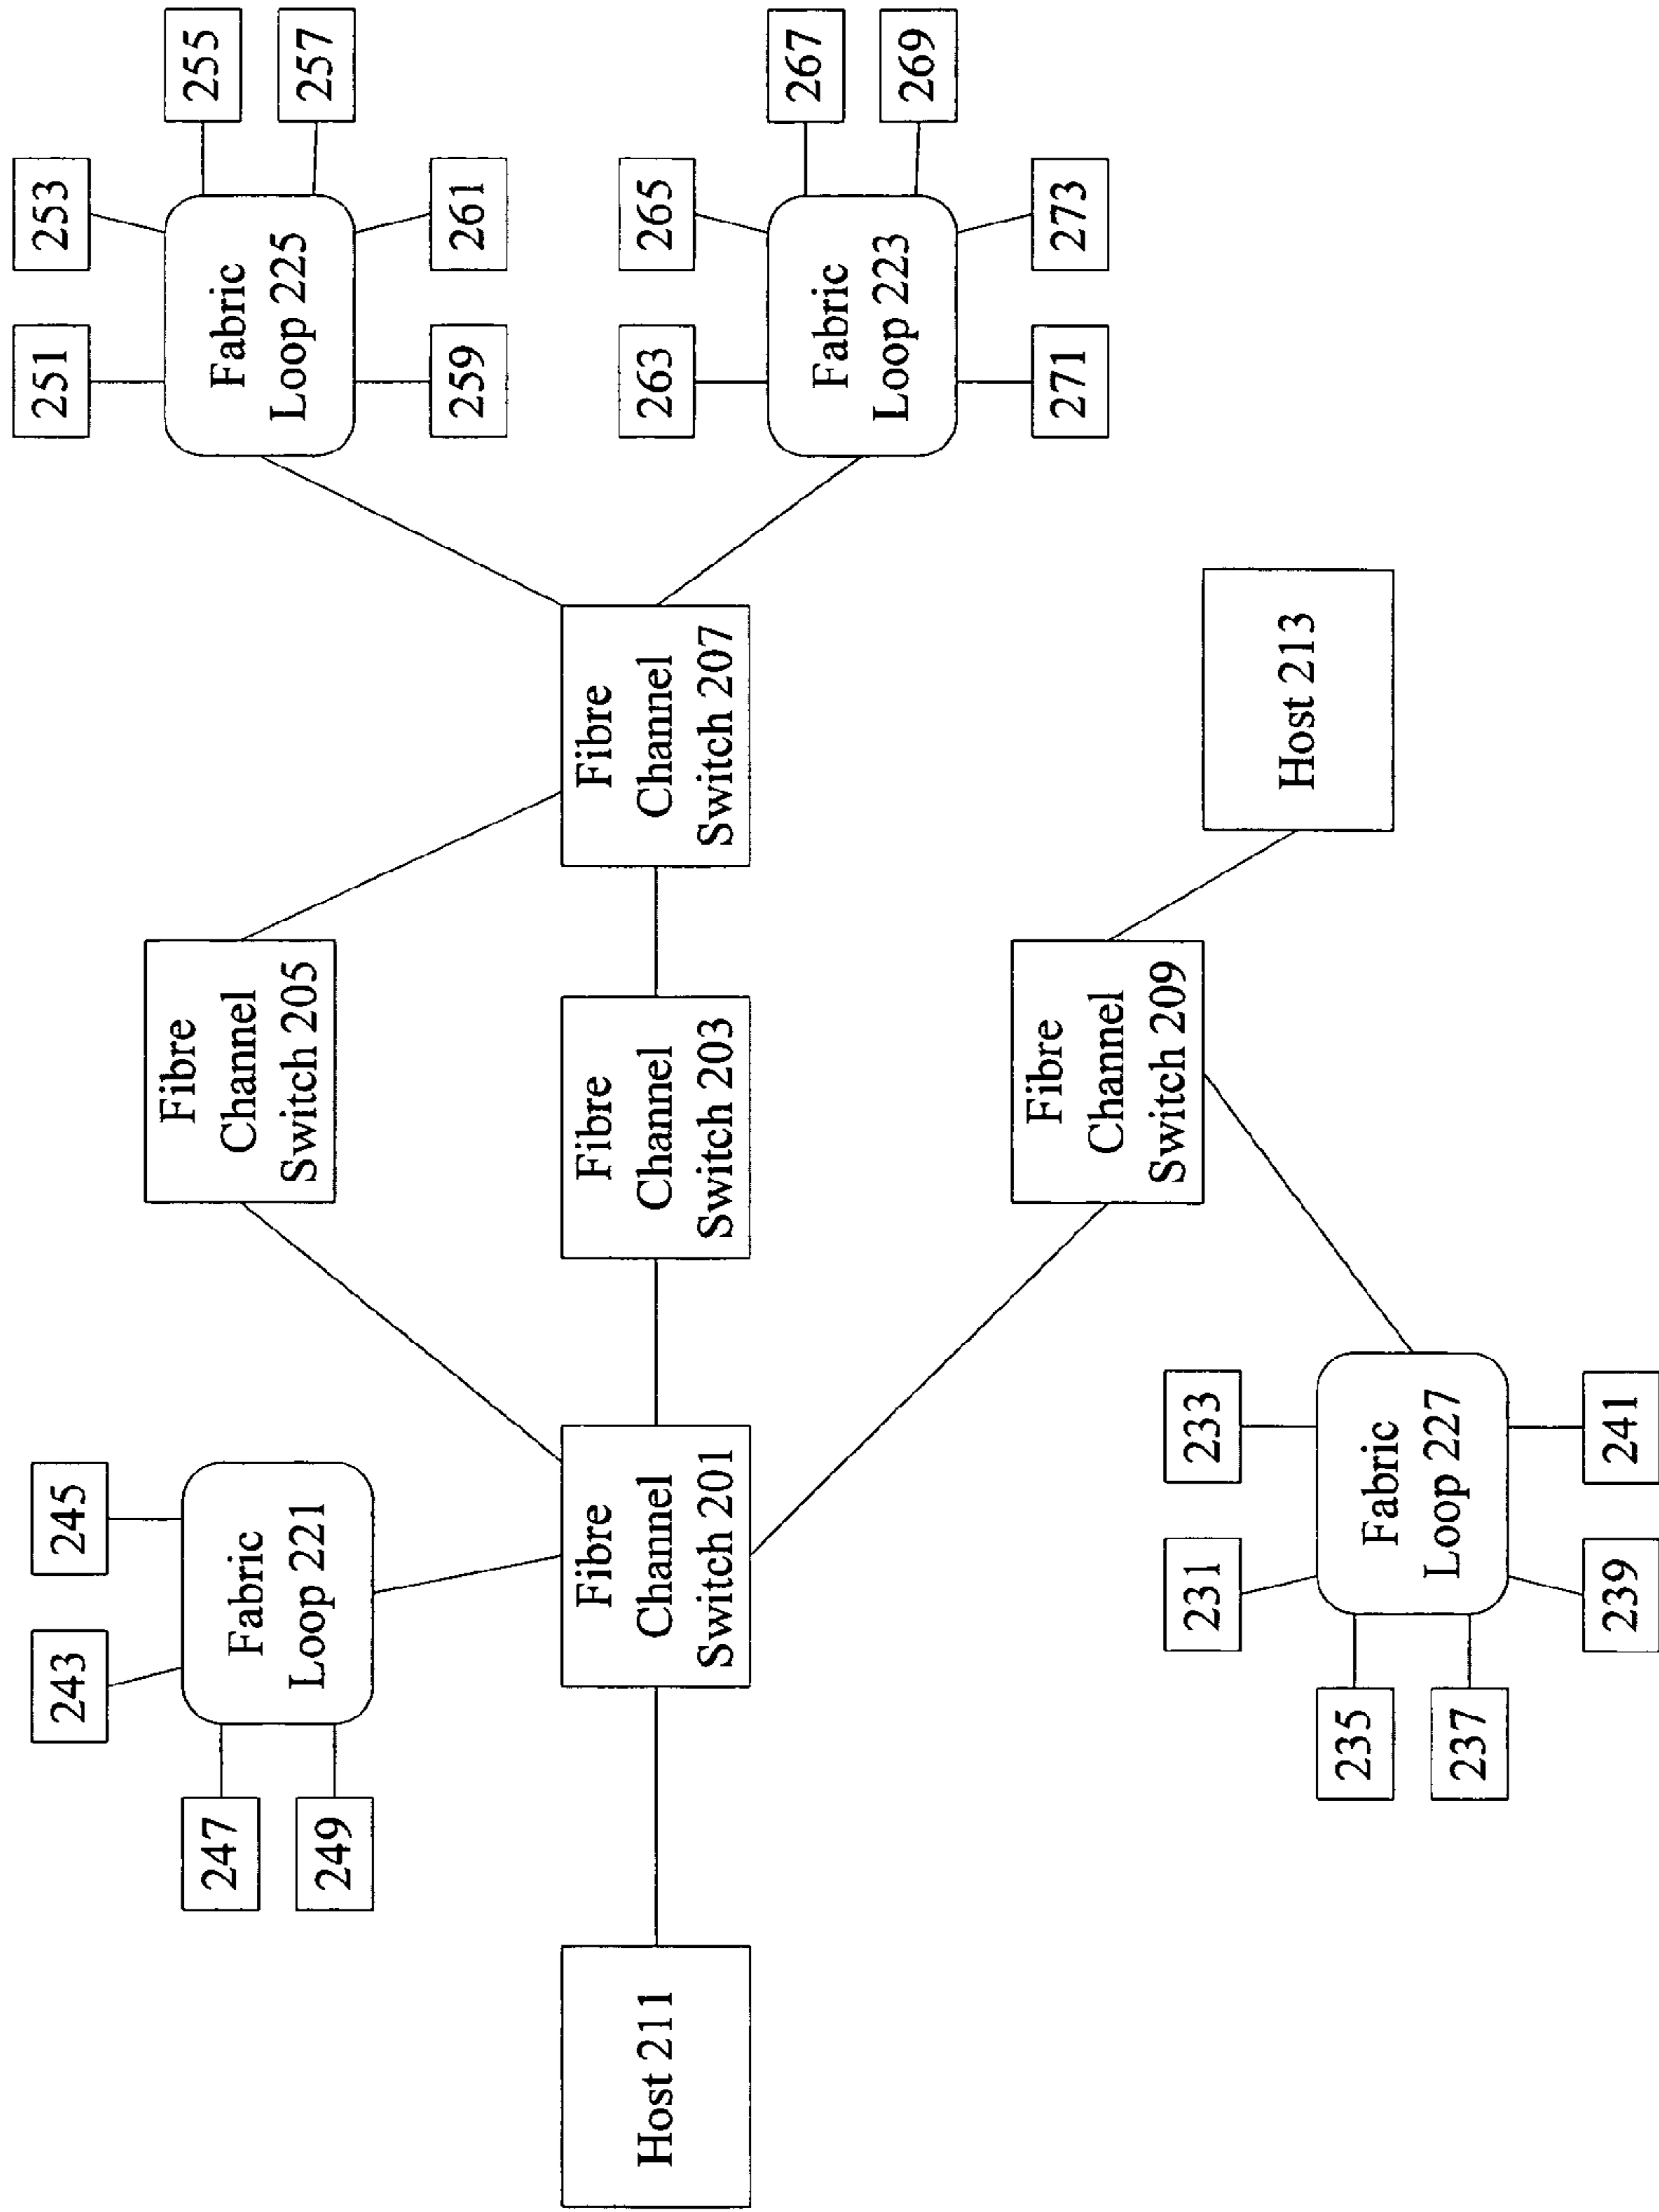 247
249
243
245
Fabric
Loop 221
Host 211
Fibre
Channel
Switch 201
Fibre
Channel
Switch 205
Fibre
Channel
Switch 203
Fibre
Channel
Switch 207
251
253
255
257
259
261
Fabric
Loop 225
263
265
267
269
271
273
Fabric
Loop 223
Fibre
Channel
Switch 209
Host 213
231
233
235
237
239
241
Fabric
Loop 227